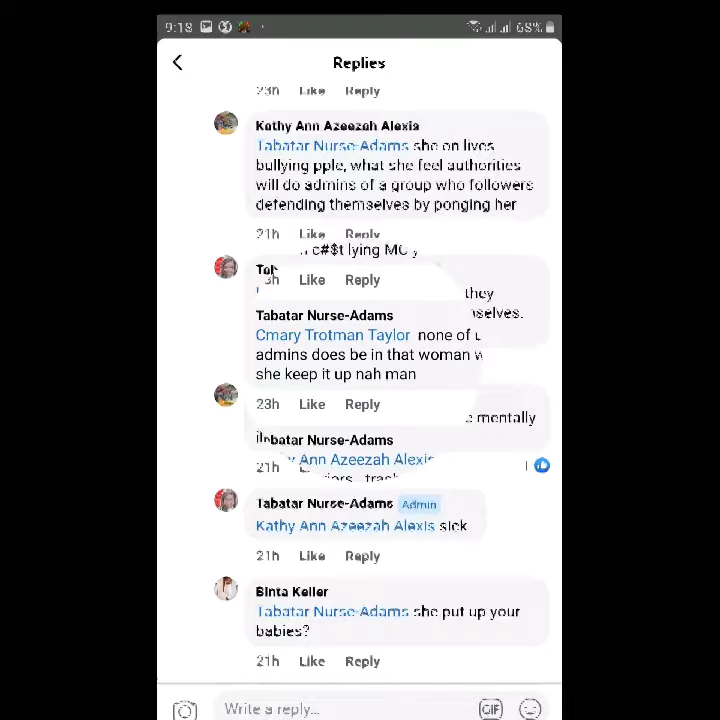 9:18
68%
Replies
23h Like Reply
Kathy Ann Azeezah Alexis
Tabatar Nurse-Adams she on lives
bullying pple, what she feel authorities
will do admins of a group who followers
defending themselves by ponging her
21h Like Reply
c#$t lying MC
3h Like Reply
they
Tabatar Nurse-Adams
Cmary Trotman Taylor none of
admins does be in that woman
she keep it up nah man
23h Like Reply
mentally
Tabatar Nurse-Adams
Ann Azeezah Alexis
21h
Tabatar Nurse-Adams Admin
Kathy Ann Azeezah Alexis sick
21h Like Reply
Binta Keller
Tabatar Nurse-Adams she put up your
babies?
21h Like Reply
Write a reply...
GIF